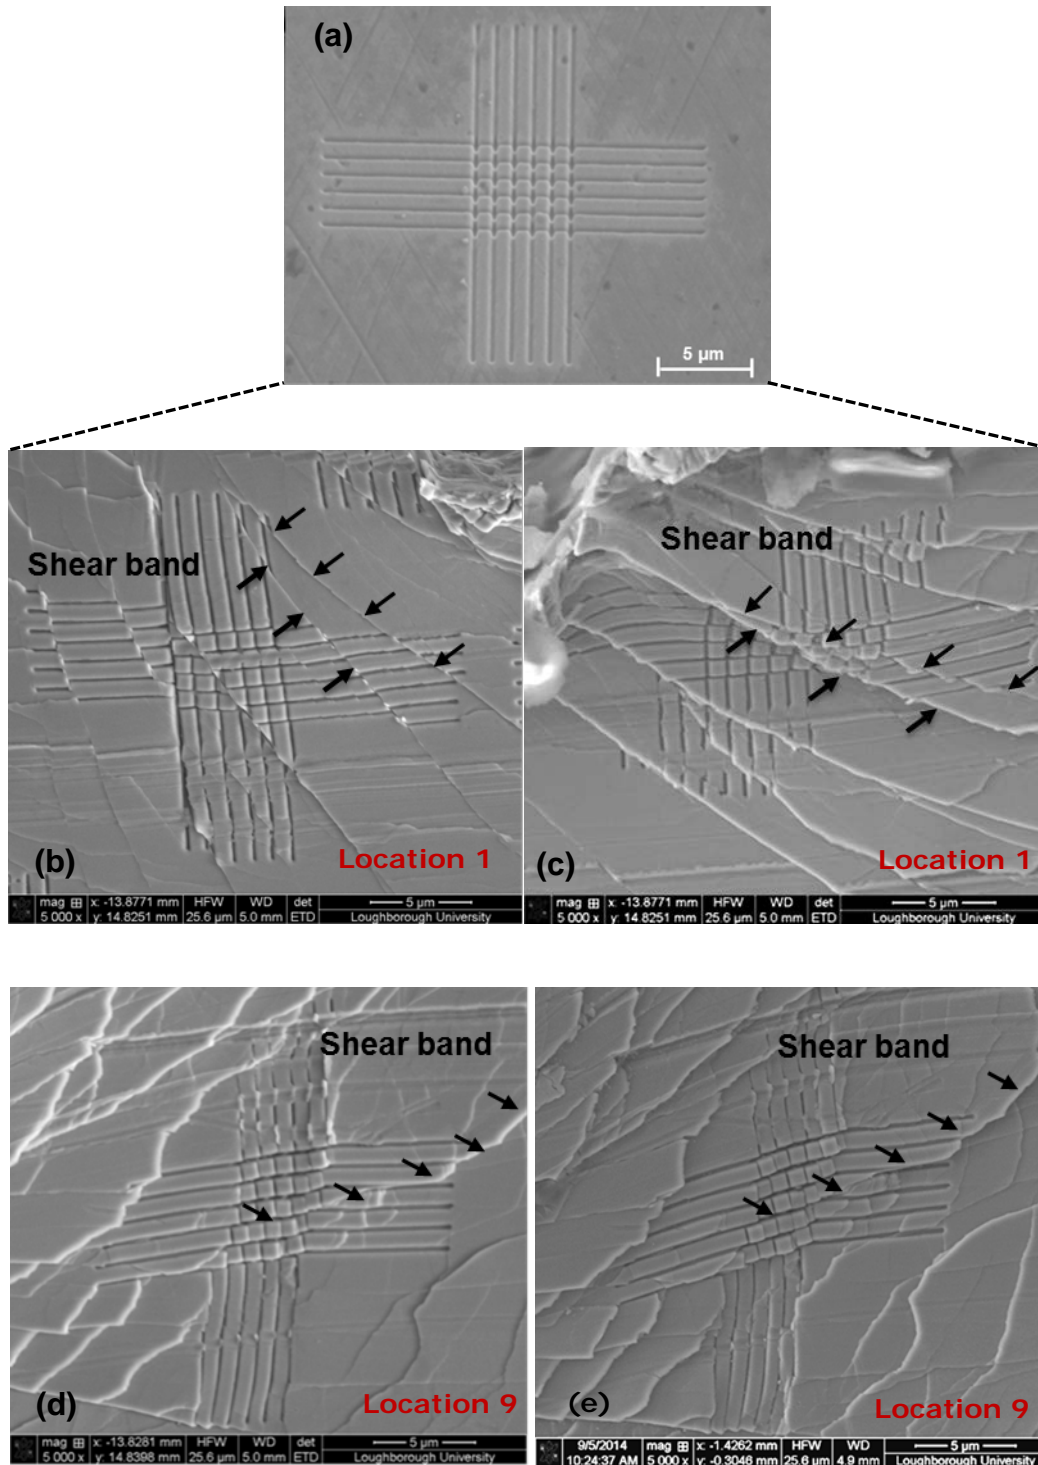 (a)
5 µm
Shear band
(b)
Location 1
mag ⊞ x: -13.8771 mm HFW WD det
5 000 x y: 14.8251 mm 25.6 µm 5.0 mm ETD
5 µm
Loughborough University
Shear band
(c)
Location 1
mag ⊞ x: -13.8771 mm HFW WD det
5 000 x y: 14.8251 mm 25.6 µm 5.0 mm ETD
5 µm
Loughborough University
Shear band
(d)
Location 9
mag ⊞ x: -13.8281 mm HFW WD det
5 000 x y: 14.8398 mm 25.6 µm 5.0 mm ETD
5 µm
Loughborough University
Shear band
(e)
Location 9
9/5/2014 mag ⊞ x: -1.4262 mm HFW WD
10:24:37 AM 5 000 x y: -0.3046 mm 25.6 µm 4.9 mm
5 µm
Loughborough University